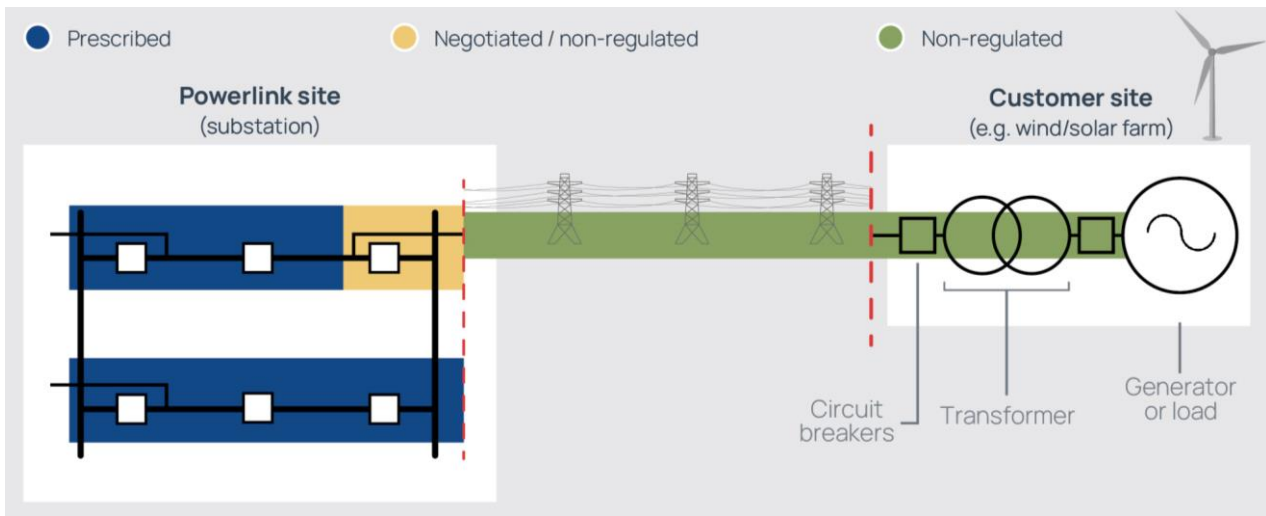 Prescribed
Negotiated / non-regulated
Non-regulated
Powerlink site
(substation)
Customer site
(e.g. wind/solar farm)
Circuit
breakers
Transformer
Generator
or load